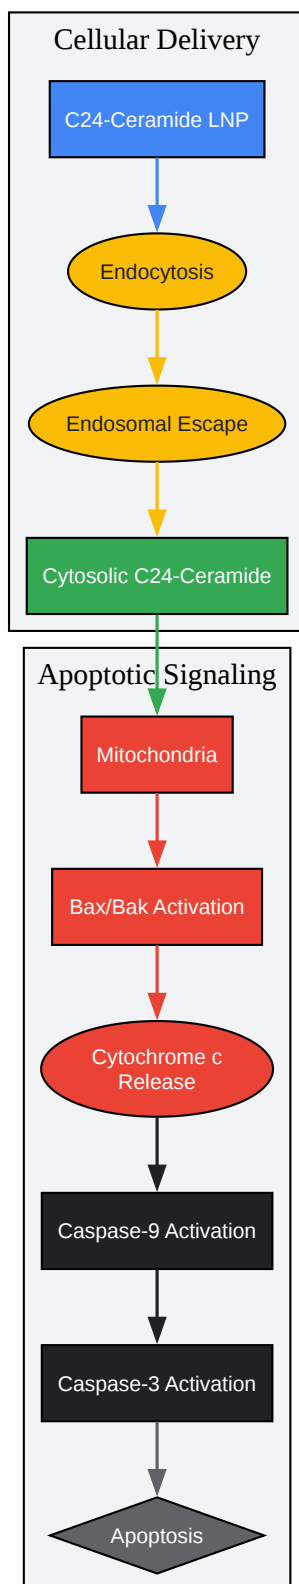 Cellular Delivery
C24-Ceramide LNP
Endocytosis
Endosomal Escape
Cytosolic C24-Ceramide
Apoptotic Signaling
Mitochondria
Bax/Bak Activation
Cytochrome c
Release
Caspase-9 Activation
Caspase-3 Activation
Apoptosis